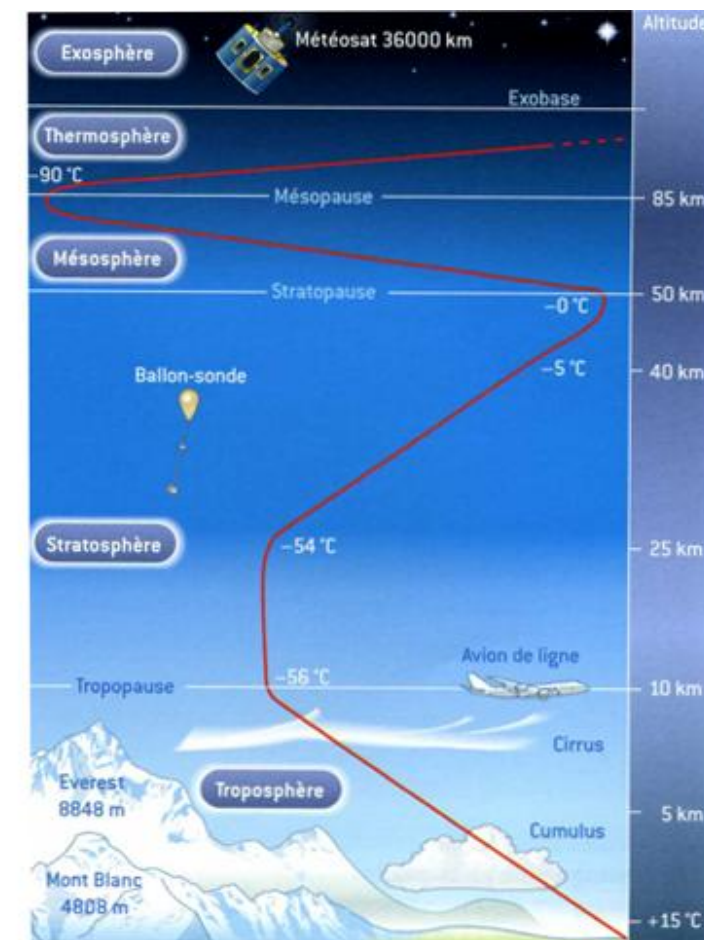 Altitude
Exosphère
Météosat 36000 km
Exobase
Thermosphère
–90 °C
Mésopause
85 km
Mésosphère
Stratopause
50 km
–0 °C
–5 °C
40 km
Ballon-sonde
Stratosphère
–54 °C
25 km
Avion de ligne
–56 °C
Tropopause
10 km
Cirrus
Everest
8848 m
Troposphère
5 km
Cumulus
Mont Blanc
4808 m
+15 °C